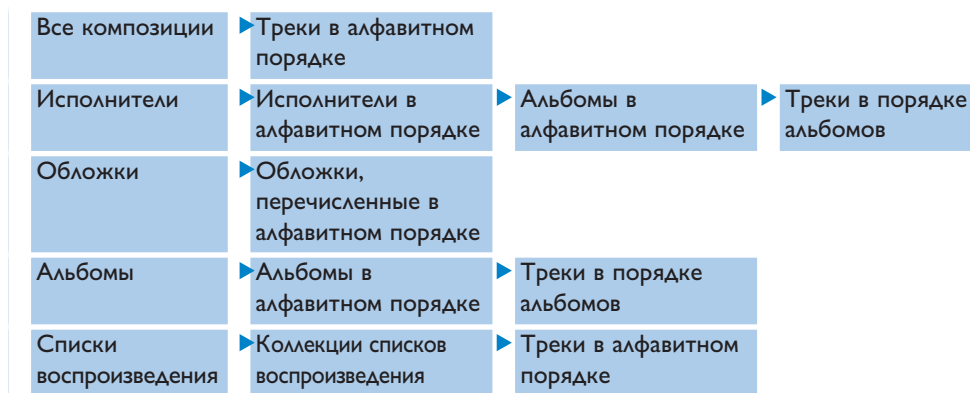 Все композиции
Треки в алфавитном
порядке
Исполнители
Исполнители в
алфавитном порядке
Альбомы в
алфавитном порядке
Треки в порядке
альбомов
Обложки
Обложки,
перечисленные в
алфавитном порядке
Альбомы
Альбомы в
алфавитном порядке
Треки в порядке
альбомов
Списки
воспроизведения
Коллекции списков
воспроизведения
Треки в алфавитном
порядке